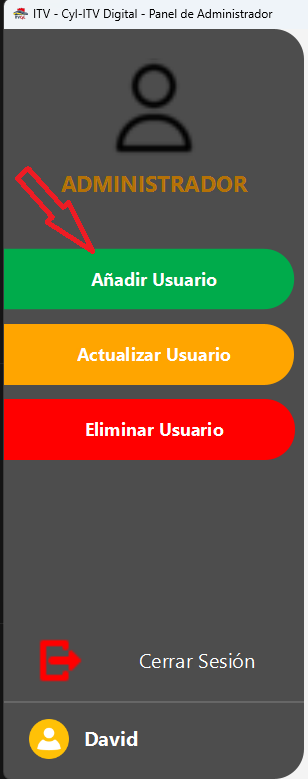 ITV - Cyl-ITV Digital - Panel de Administrador
ADMINISTRADOR
Añadir Usuario
Actualizar Usuario
Eliminar Usuario
Cerrar Sesión
David